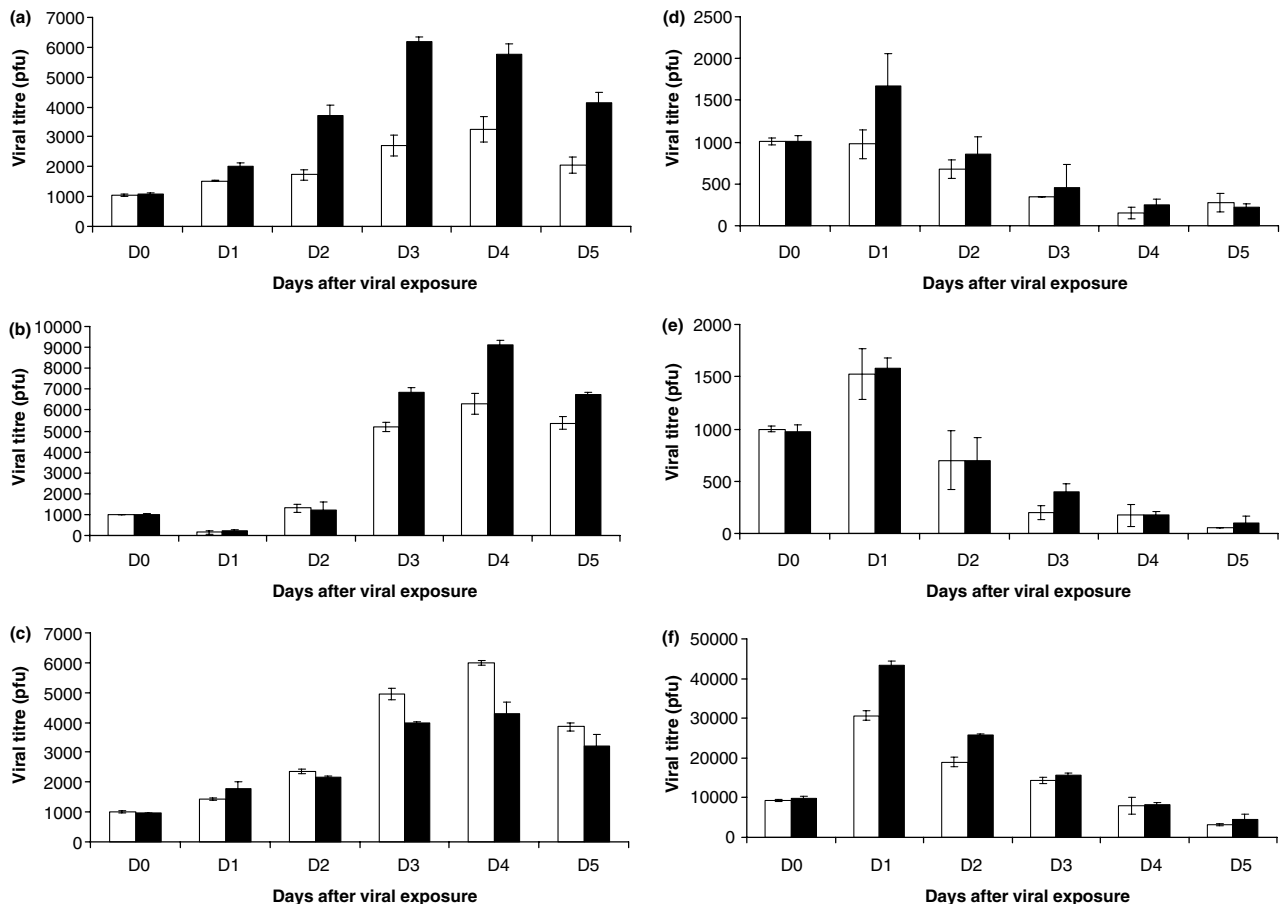 (a)
Viral titre (pfu)
7000
6000
5000
4000
3000
2000
1000
0
D0 D1 D2 D3 D4 D5
Days after viral exposure
(b)
Viral titre (pfu)
10000
9000
8000
7000
6000
5000
4000
3000
2000
1000
0
D0 D1 D2 D3 D4 D5
Days after viral exposure
(c)
Viral titre (pfu)
7000
6000
5000
4000
3000
2000
1000
0
D0 D1 D2 D3 D4 D5
Days after viral exposure
(d)
Viral titre (pfu)
2500
2000
1500
1000
500
0
D0 D1 D2 D3 D4 D5
Days after viral exposure
(e)
Viral titre (pfu)
2000
1500
1000
500
0
D0 D1 D2 D3 D4 D5
Days after viral exposure
(f)
Viral titre (pfu)
50000
40000
30000
20000
10000
0
D0 D1 D2 D3 D4 D5
Days after viral exposure